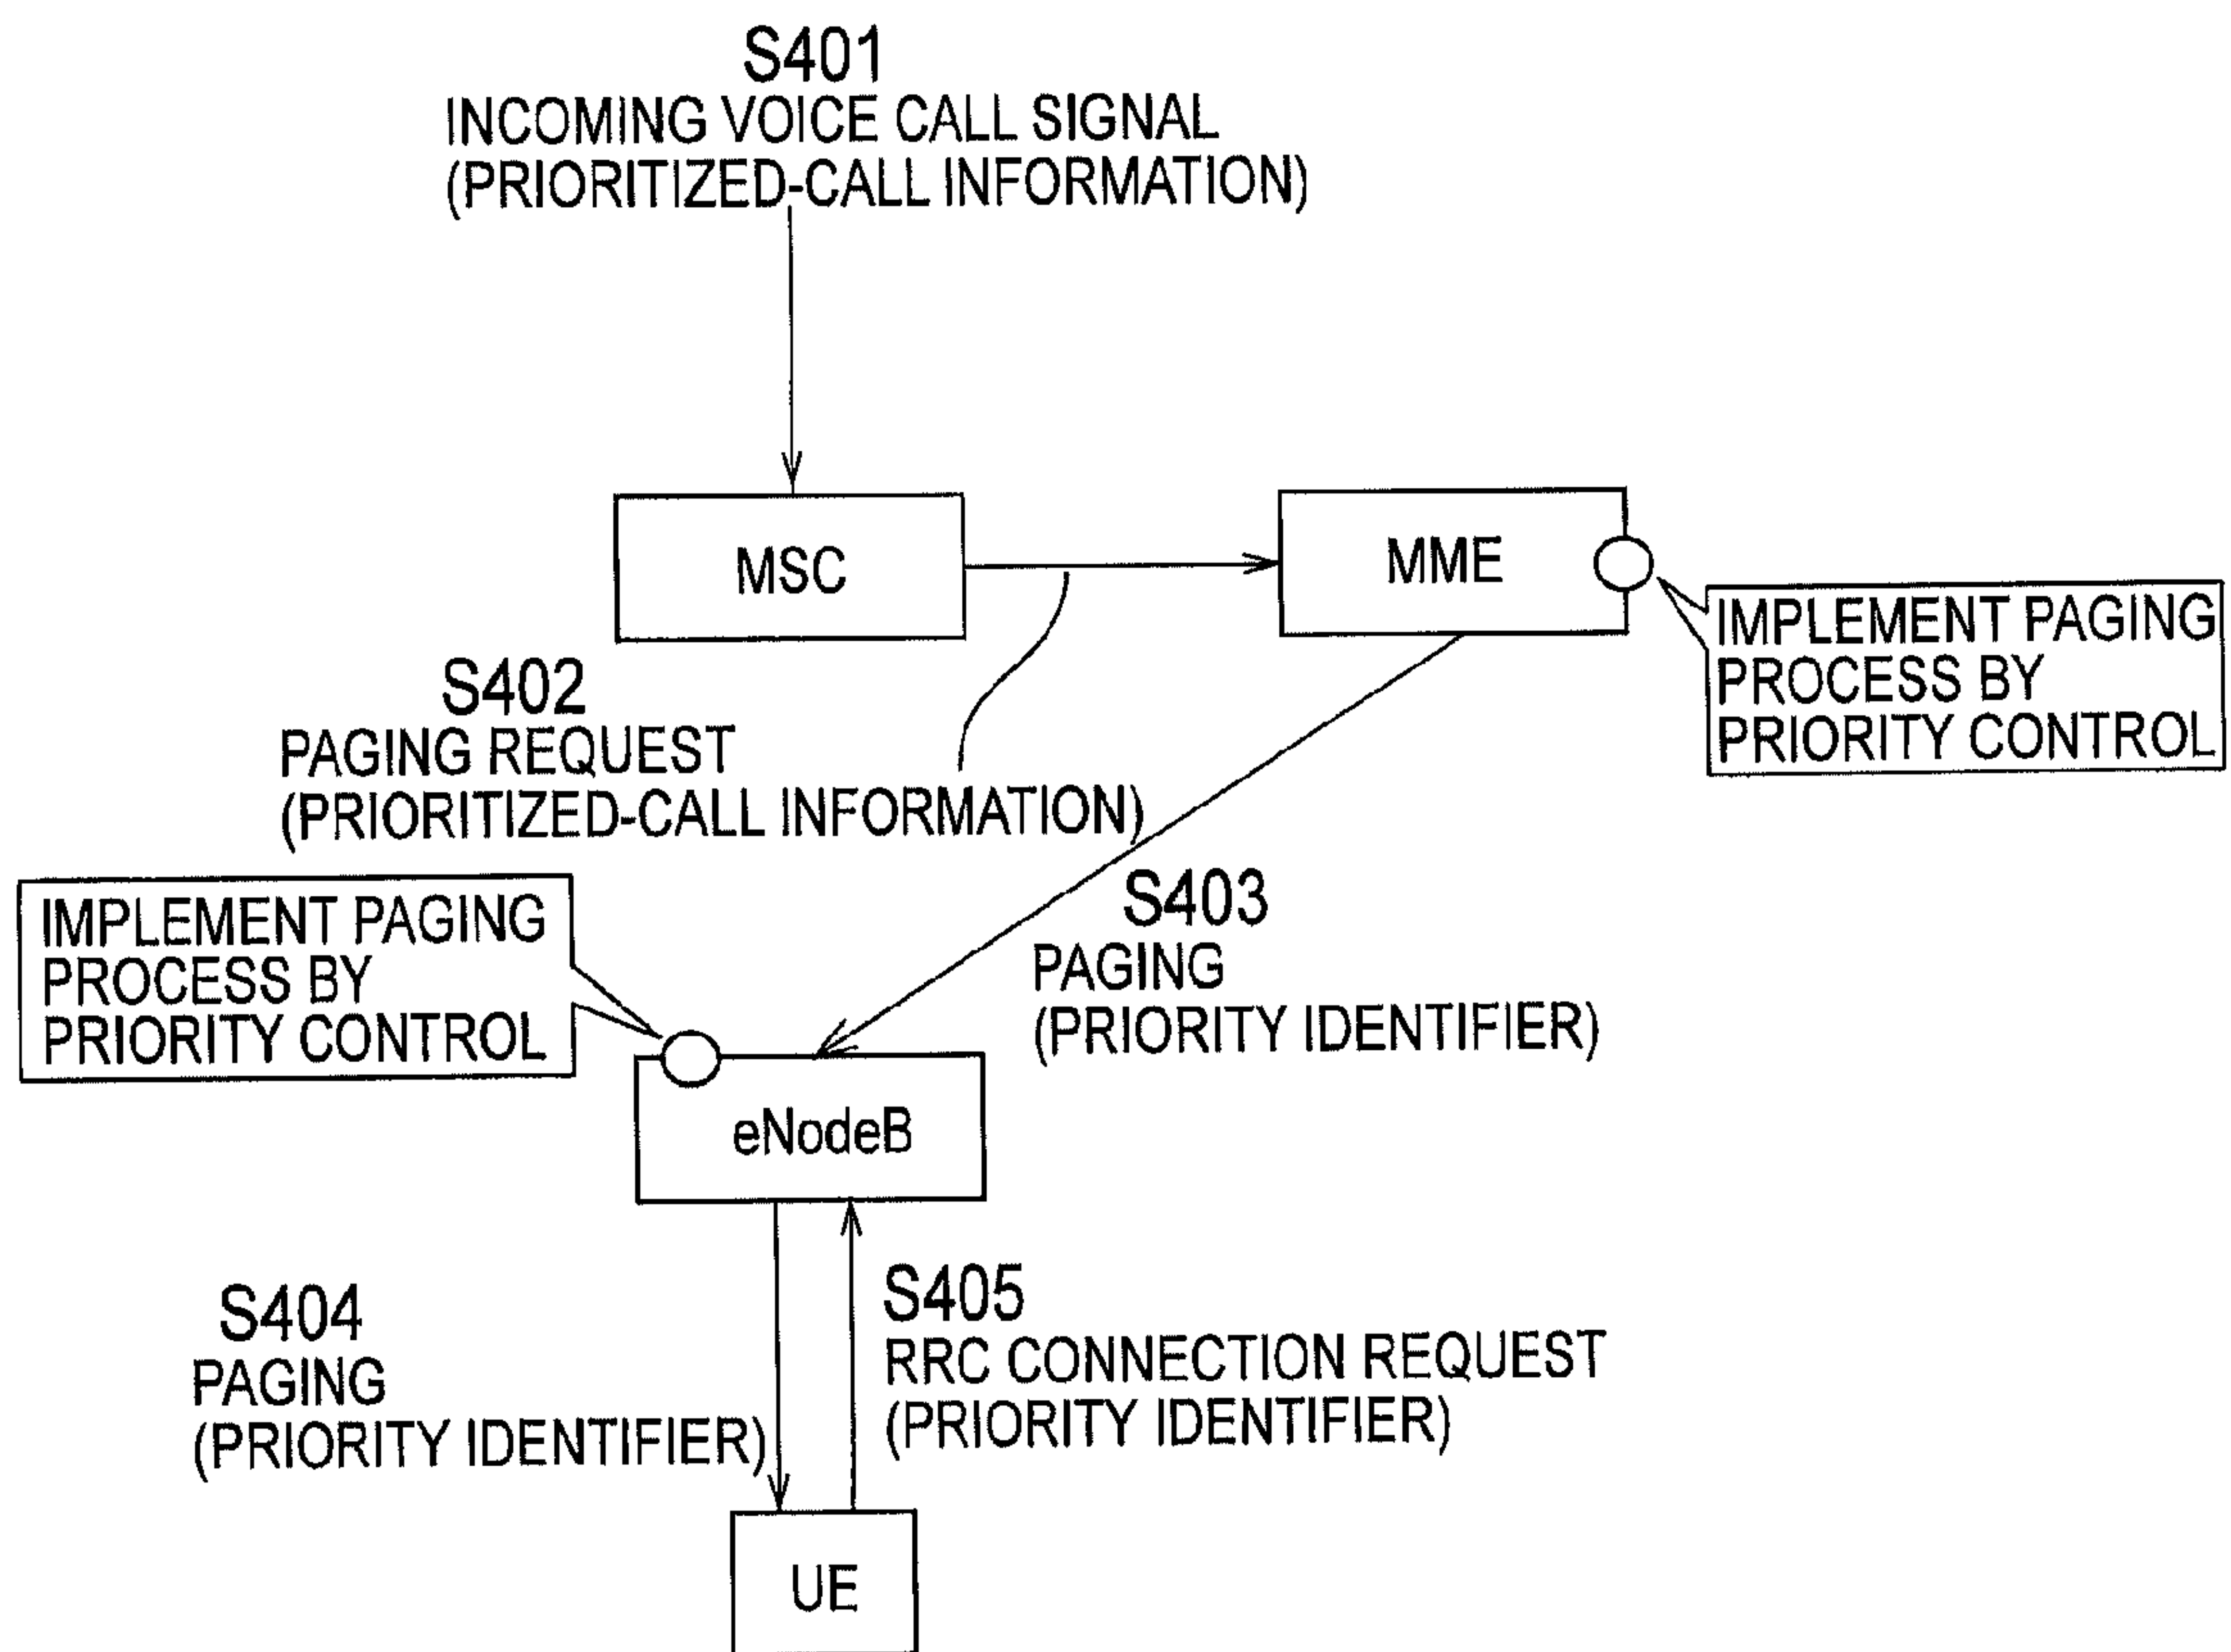 S401
INCOMING VOICE CALL SIGNAL
(PRIORITIZED-CALL INFORMATION)
MSC
MME
IMPLEMENT PAGING
PROCESS BY
PRIORITY CONTROL
S402
PAGING REQUEST
(PRIORITIZED-CALL INFORMATION)
S403
PAGING
(PRIORITY IDENTIFIER)
IMPLEMENT PAGING
PROCESS BY
PRIORITY CONTROL
eNodeB
S404
PAGING
(PRIORITY IDENTIFIER)
S405
RRC CONNECTION REQUEST
(PRIORITY IDENTIFIER)
UE